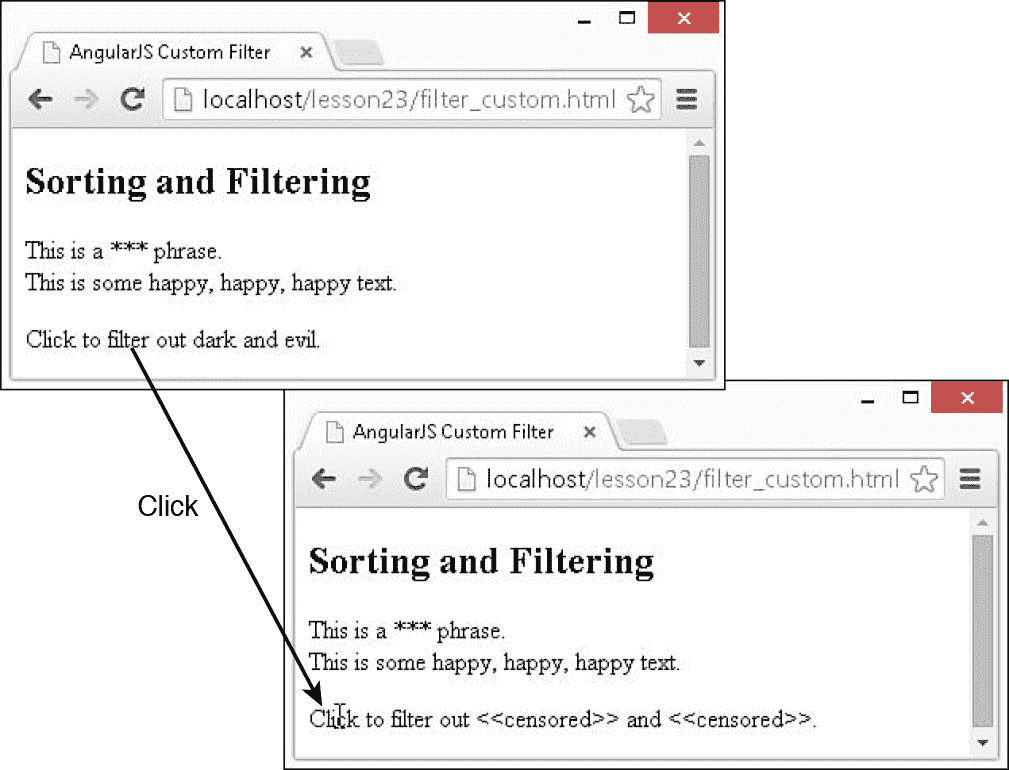 AngularJS Custom Filter
localhost/lesson23/filter_custom.html
Sorting and Filtering
This is a *** phrase.
This is some happy, happy, happy text.
Click to filter out dark and evil.
Click
AngularJS Custom Filter
localhost/lesson23/filter_custom.html
Sorting and Filtering
This is a *** phrase.
This is some happy, happy, happy text.
Click to filter out <<censored>> and <<censored>>.